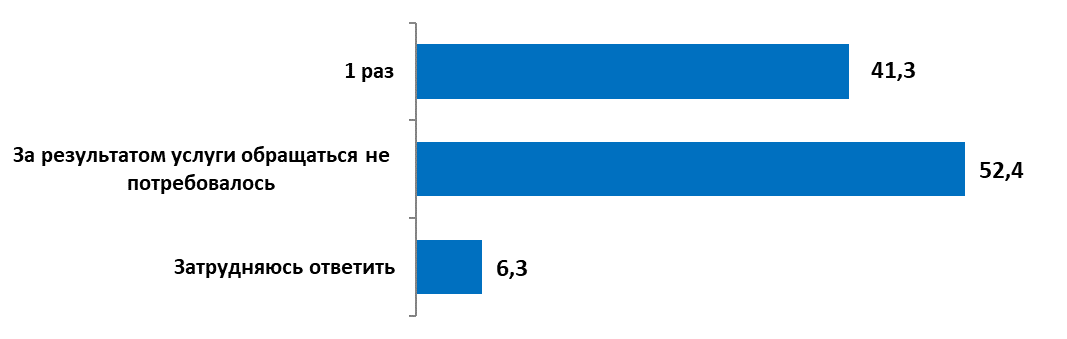 1 раз
41,3
За результатом услуги обращаться не
потребовалось
52,4
Затрудняюсь ответить
6,3